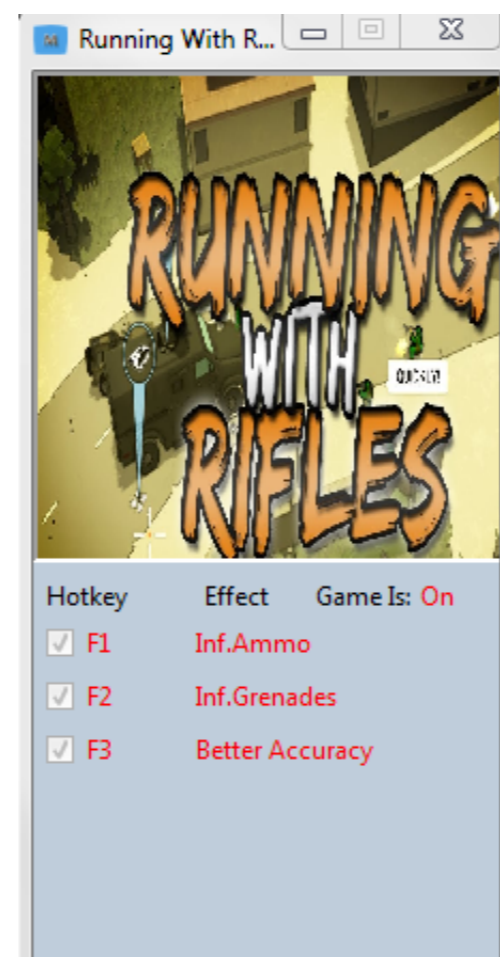 Running With R...
RUNNING
WITH
RIFLES
QUICKLY!
Hotkey Effect Game Is: On
F1 Inf.Ammo
F2 Inf.Grenades
F3 Better Accuracy